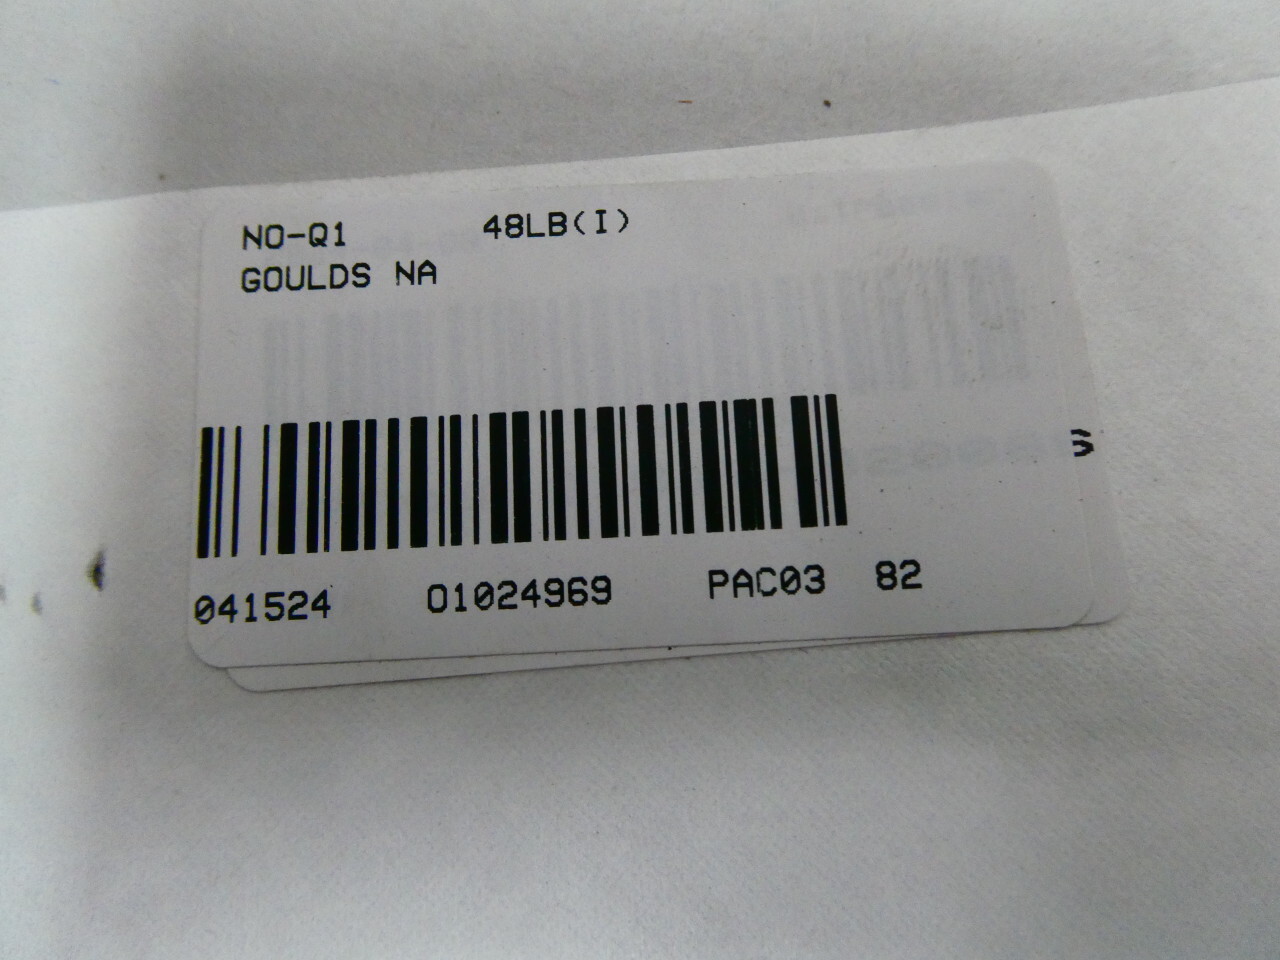 NO-Q1 48LB(I)
GOULDS NA
S
041524 01024969 PAC03 82